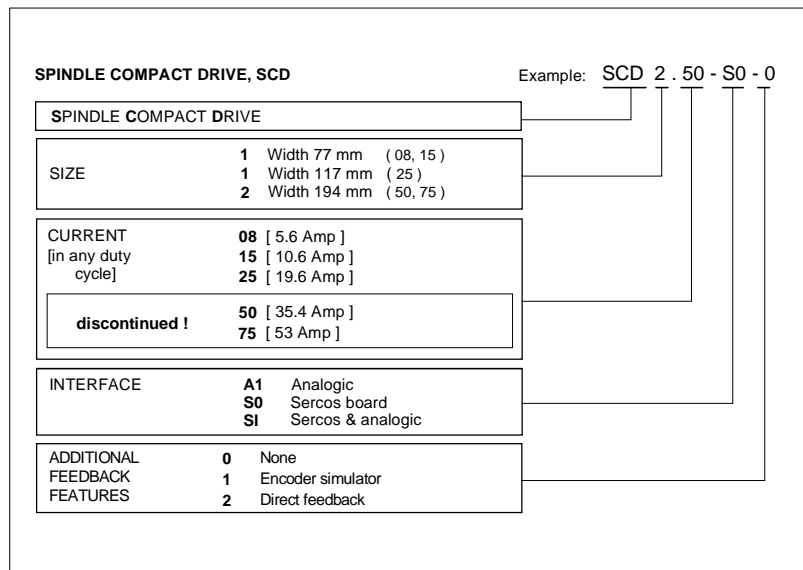 SPINDLE COMPACT DRIVE, SCD
Example: SCD 2 . 50 - S0 - 0
SPINDLE COMPACT DRIVE
SIZE
1 Width 77 mm ( 08, 15 )
1 Width 117 mm ( 25 )
2 Width 194 mm ( 50, 75 )
CURRENT
[in any duty
cycle]
08 [ 5.6 Amp ]
15 [ 10.6 Amp ]
25 [ 19.6 Amp ]
discontinued !
50 [ 35.4 Amp ]
75 [ 53 Amp ]
INTERFACE
A1 Analogic
S0 Sercos board
SI Sercos & analogic
ADDITIONAL
FEEDBACK
FEATURES
0 None
1 Encoder simulator
2 Direct feedback